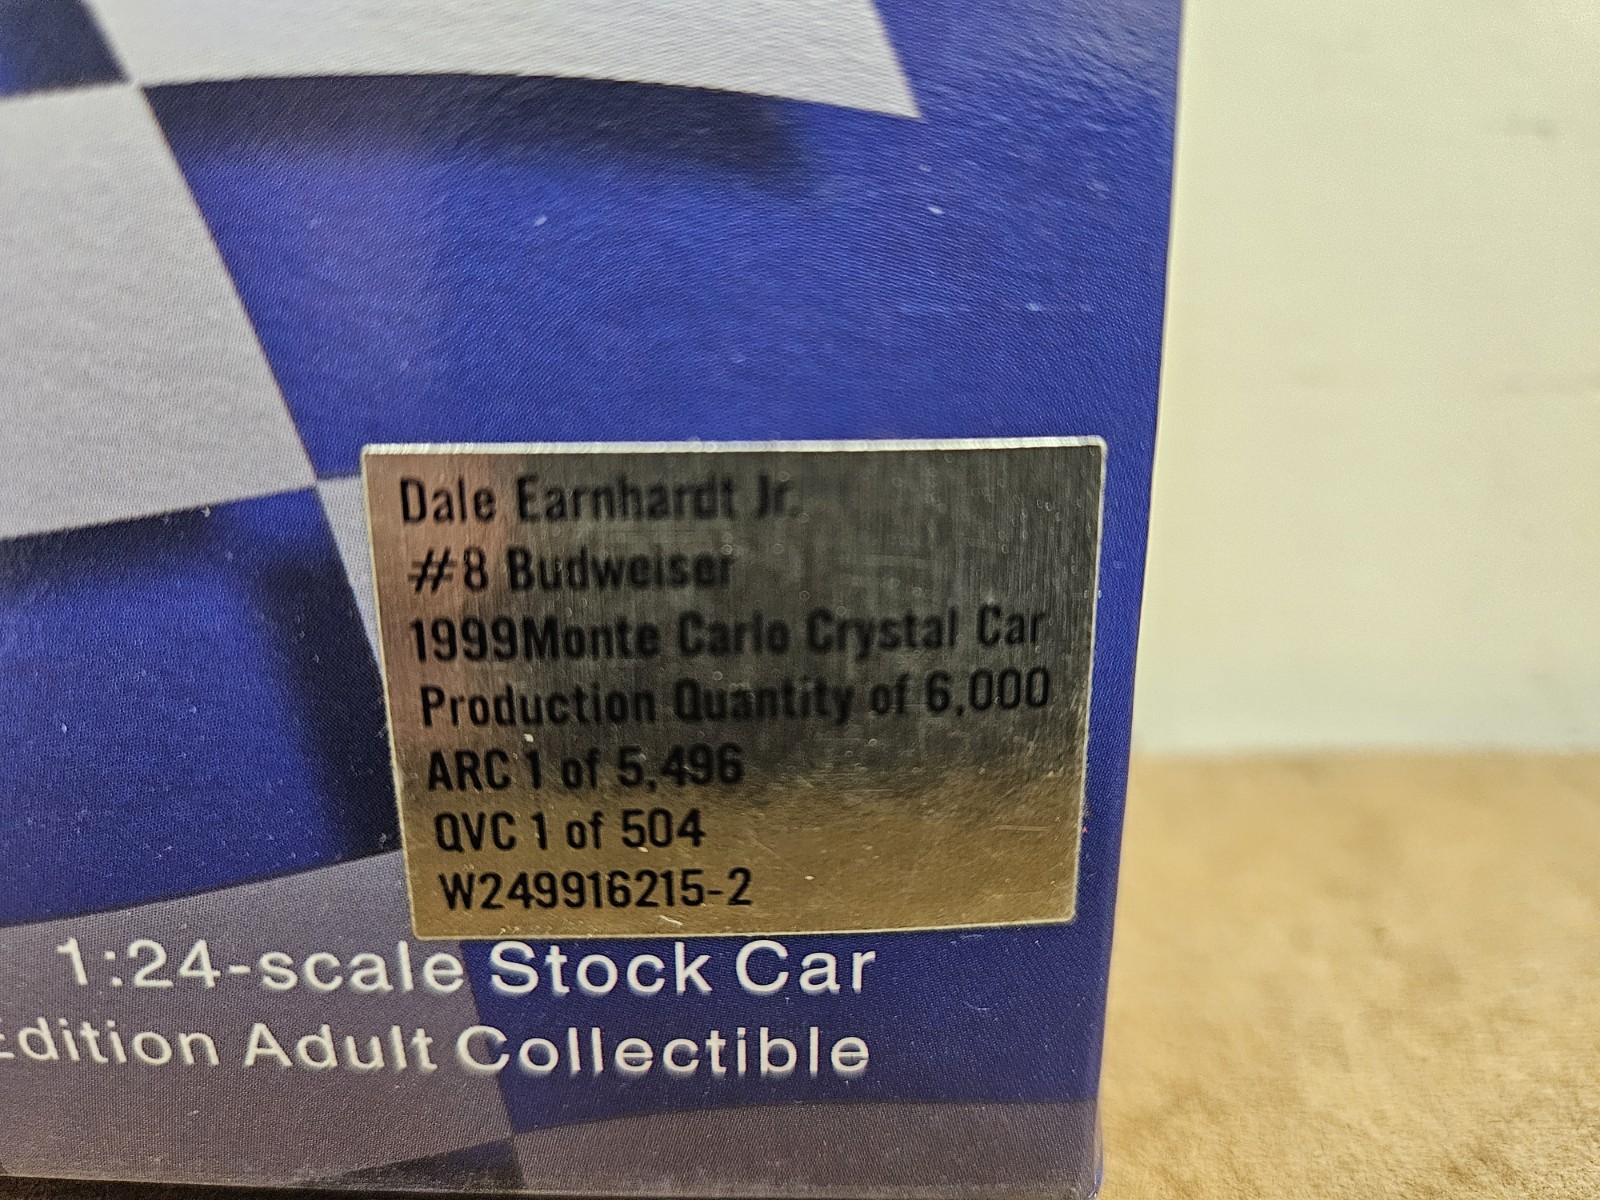 Dale Earnhardt Jr.
#8 Budweiser
1999Monte Carlo Crystal Car
Production Quantity of 6,000
ARC 1 of 5,496
QVC 1 of 504
W249916215-2
1:24-scale Stock Car
Edition Adult Collectible